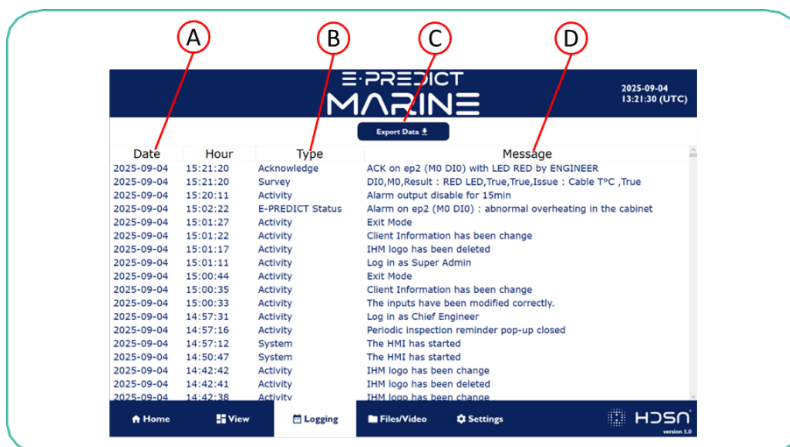 A B C D
E-PREDICT
MARINE
2025-09-04
13:21:30 (UTC)
Export Data
Date Hour Type Message
2025-09-04 15:21:20 Acknowledge ACK on ep2 (M0 DI0) with LED RED by ENGINEER
2025-09-04 15:21:20 Survey DI0,M0,Result : RED LED,True,True,Issue : Cable T°C ,True
2025-09-04 15:20:11 Activity Alarm output disable for 15min
2025-09-04 15:02:22 E-PREDICT Status Alarm on ep2 (M0 DI0) : abnormal overheating in the cabinet
2025-09-04 15:01:27 Activity Exit Mode
2025-09-04 15:01:22 Activity Client Information has been change
2025-09-04 15:01:17 Activity IHM logo has been deleted
2025-09-04 15:01:11 Activity Log in as Super Admin
2025-09-04 15:00:44 Activity Exit Mode
2025-09-04 15:00:35 Activity Client Information has been change
2025-09-04 15:00:33 Activity The inputs have been modified correctly.
2025-09-04 14:57:31 Activity Log in as Chief Engineer
2025-09-04 14:57:16 Activity Periodic inspection reminder pop-up closed
2025-09-04 14:57:12 System The HMI has started
2025-09-04 14:50:47 System The HMI has started
2025-09-04 14:42:42 Activity IHM logo has been change
2025-09-04 14:42:41 Activity IHM logo has been deleted
2025-09-04 14:42:38 Activity IHM logo has been change
Home View Logging Files/Video Settings HDSN
version 3.0